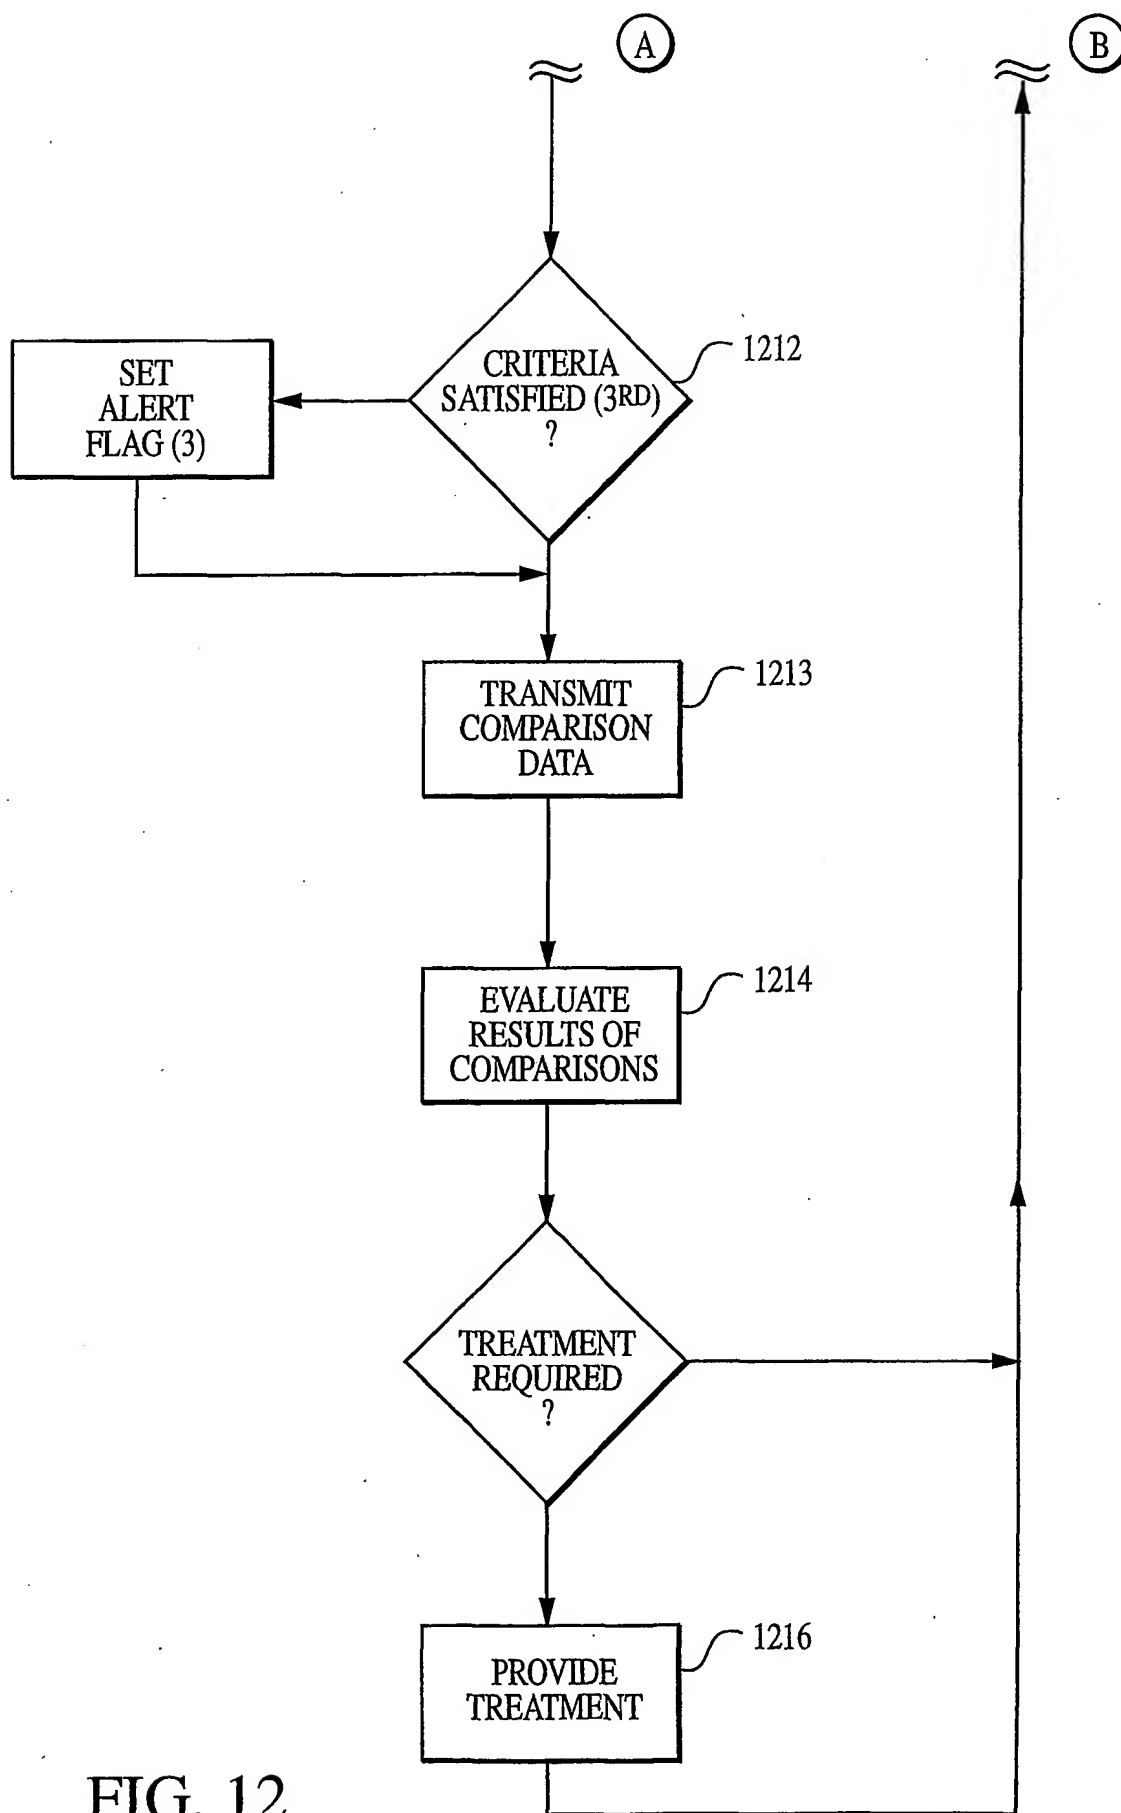 A
B
CRITERIA
SATISFIED (3RD)
?
1212
SET
ALERT
FLAG (3)
TRANSMIT
COMPARISON
DATA
1213
EVALUATE
RESULTS OF
COMPARISONS
1214
TREATMENT
REQUIRED
?
PROVIDE
TREATMENT
1216
FIG. 12